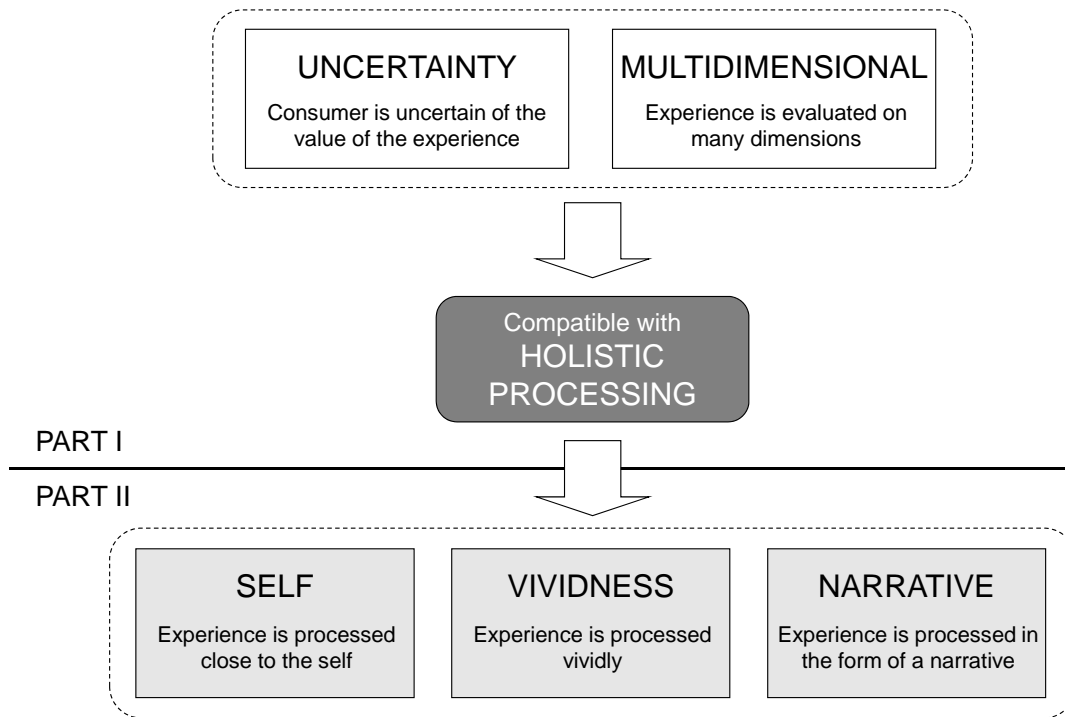 UNCERTAINTY
Consumer is uncertain of the
value of the experience
MULTIDIMENSIONAL
Experience is evaluated on
many dimensions
Compatible with
HOLISTIC
PROCESSING
PART I
PART II
SELF
Experience is processed
close to the self
VIVIDNESS
Experience is processed
vividly
NARRATIVE
Experience is processed in
the form of a narrative